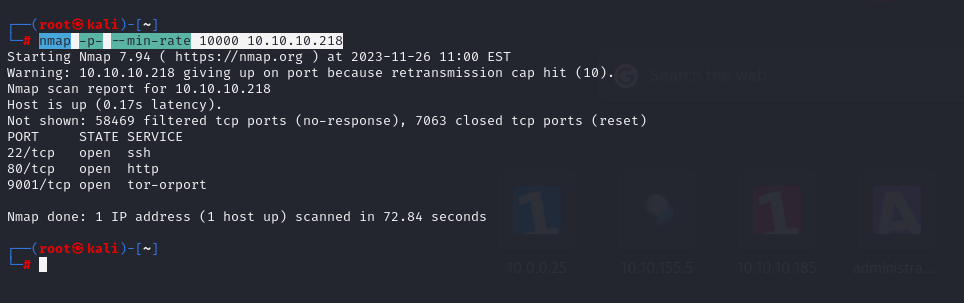 ┌──(root㉿kali)-[~]
└─# nmap -p- --min-rate 10000 10.10.10.218
Starting Nmap 7.94 ( https://nmap.org ) at 2023-11-26 11:00 EST
Warning: 10.10.10.218 giving up on port because retransmission cap hit (10).
Search the web
Nmap scan report for 10.10.10.218
Host is up (0.17s latency).
Not shown: 58469 filtered tcp ports (no-response), 7063 closed tcp ports (reset)
PORT     STATE SERVICE
22/tcp   open  ssh
80/tcp   open  http
9001/tcp open  tor-orport
Nmap done: 1 IP address (1 host up) scanned in 72.84 seconds
┌──(root㉿kali)-[~]
└─#
10.0.0.25 10.10.155.5 10.10.10.185 administra...